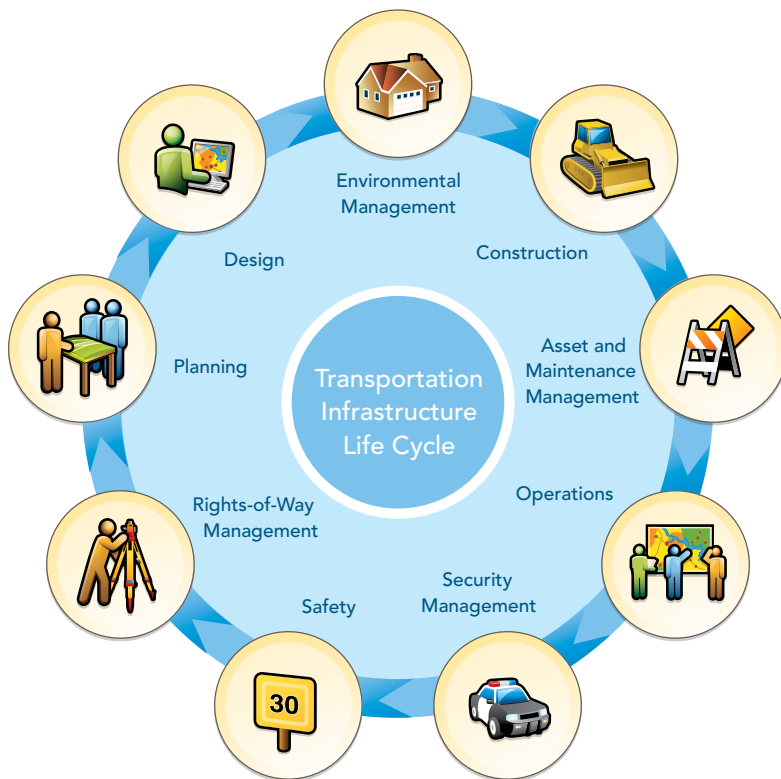 Environmental
Management
Construction
Asset and
Maintenance
Management
Operations
Security
Management
Safety
30
Rights-of-Way
Management
Planning
Design
Transportation
Infrastructure
Life Cycle